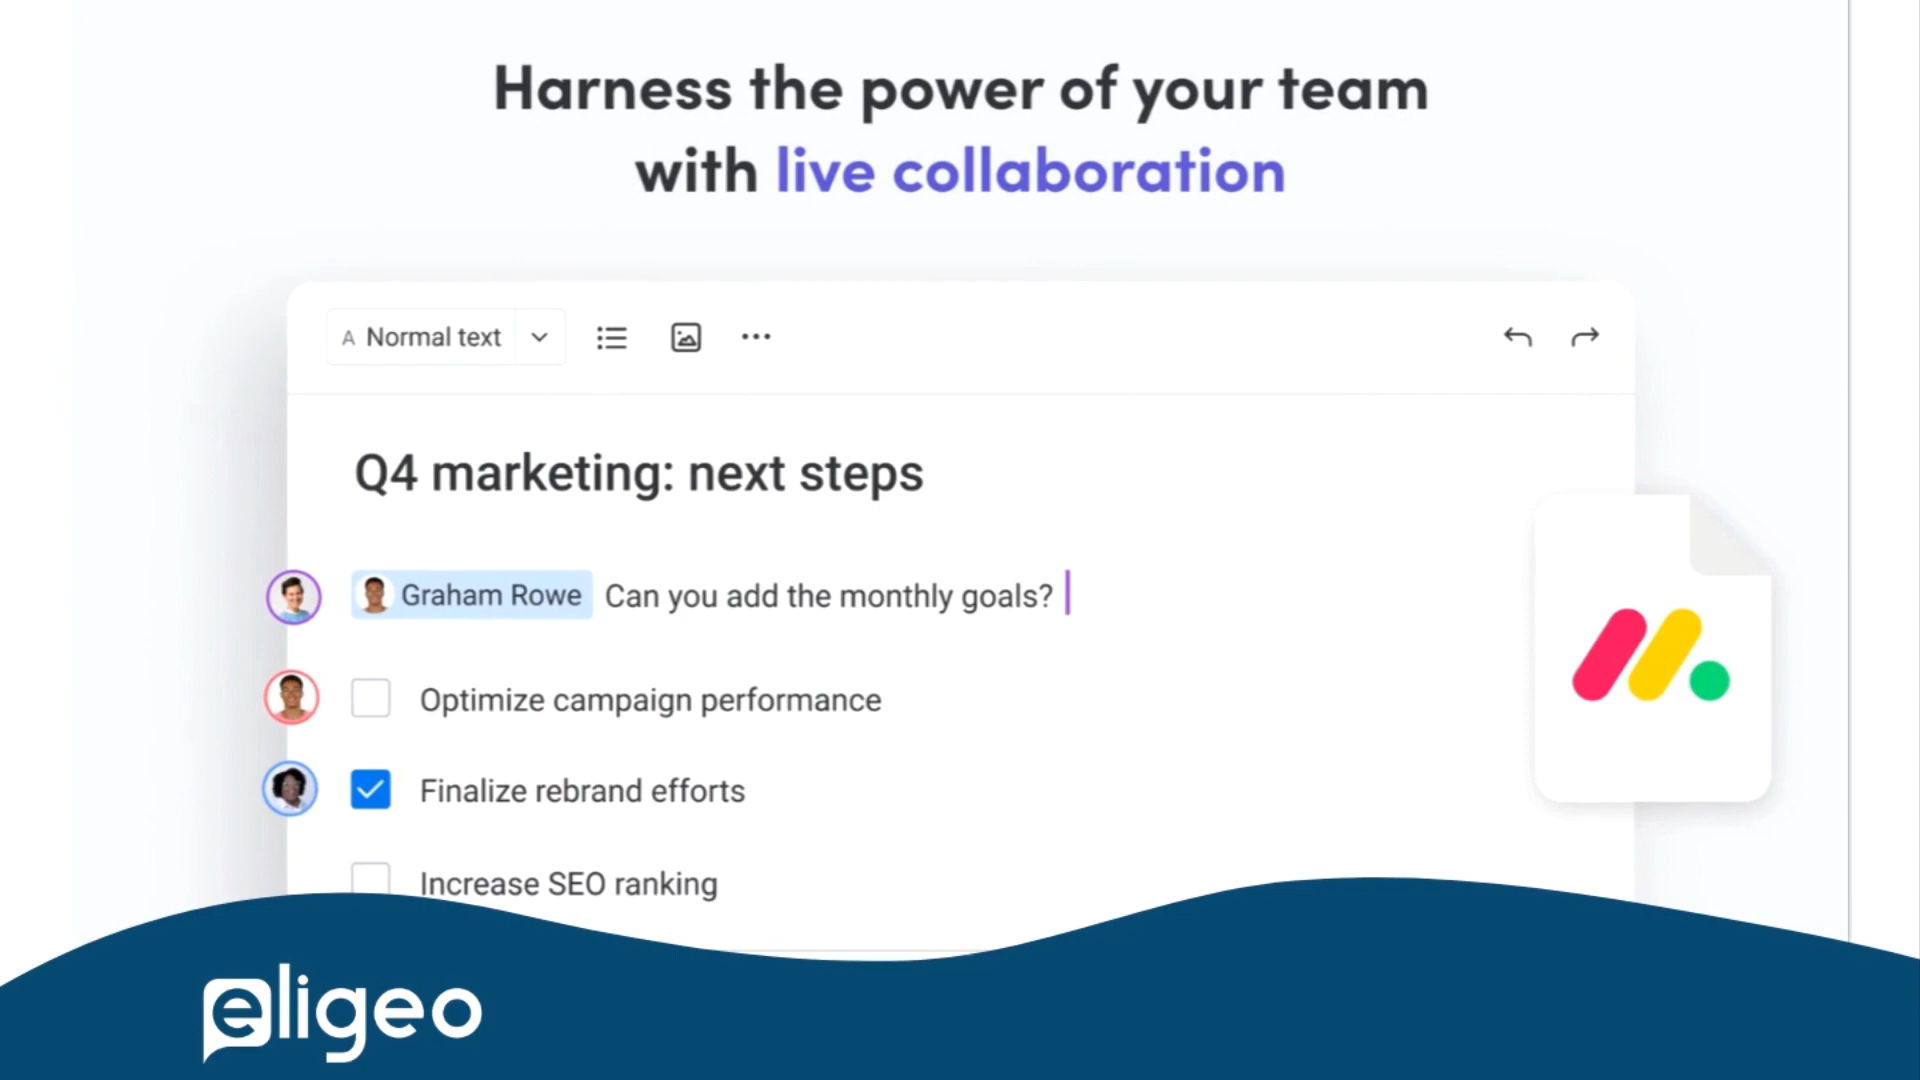 Harness the power of your team
with live collaboration
A Normal text
Q4 marketing: next steps
Graham Rowe Can you add the monthly goals?
Optimize campaign performance
Finalize rebrand efforts
Increase SEO ranking
eligeo